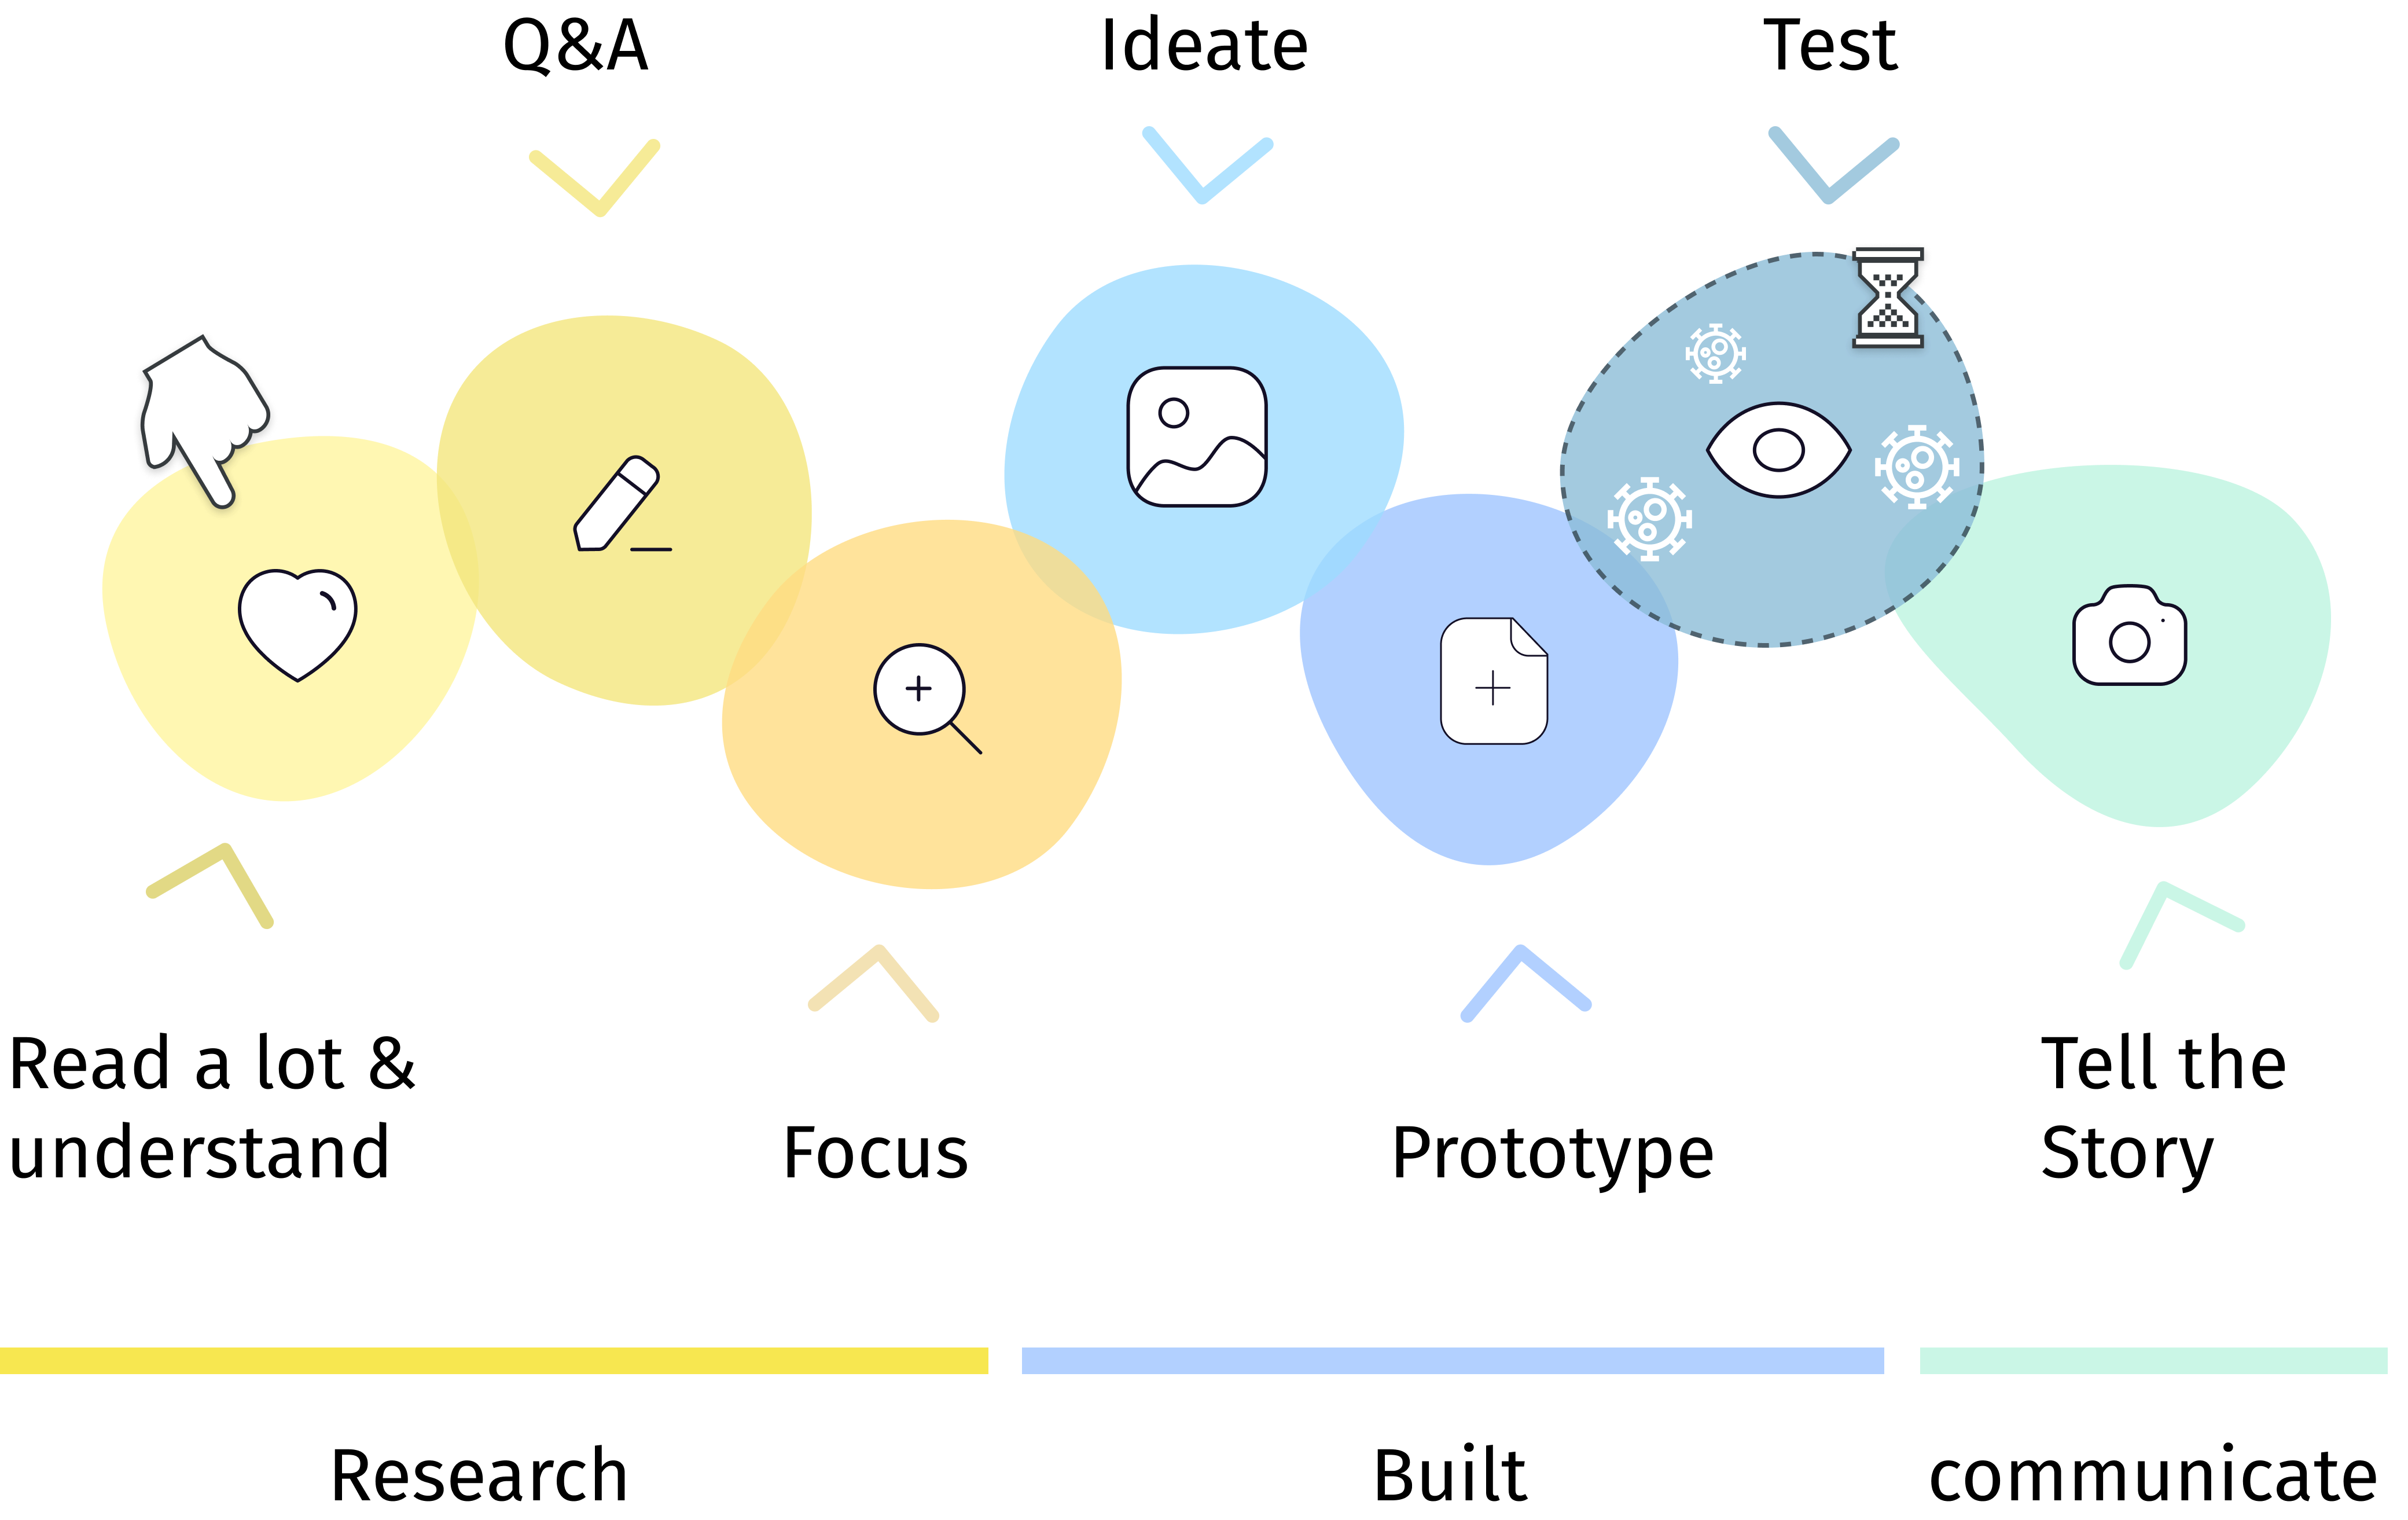 Q&A
Ideate
Test
Read a lot &
understand
Focus
Prototype
Tell the
Story
Research
Built
communicate